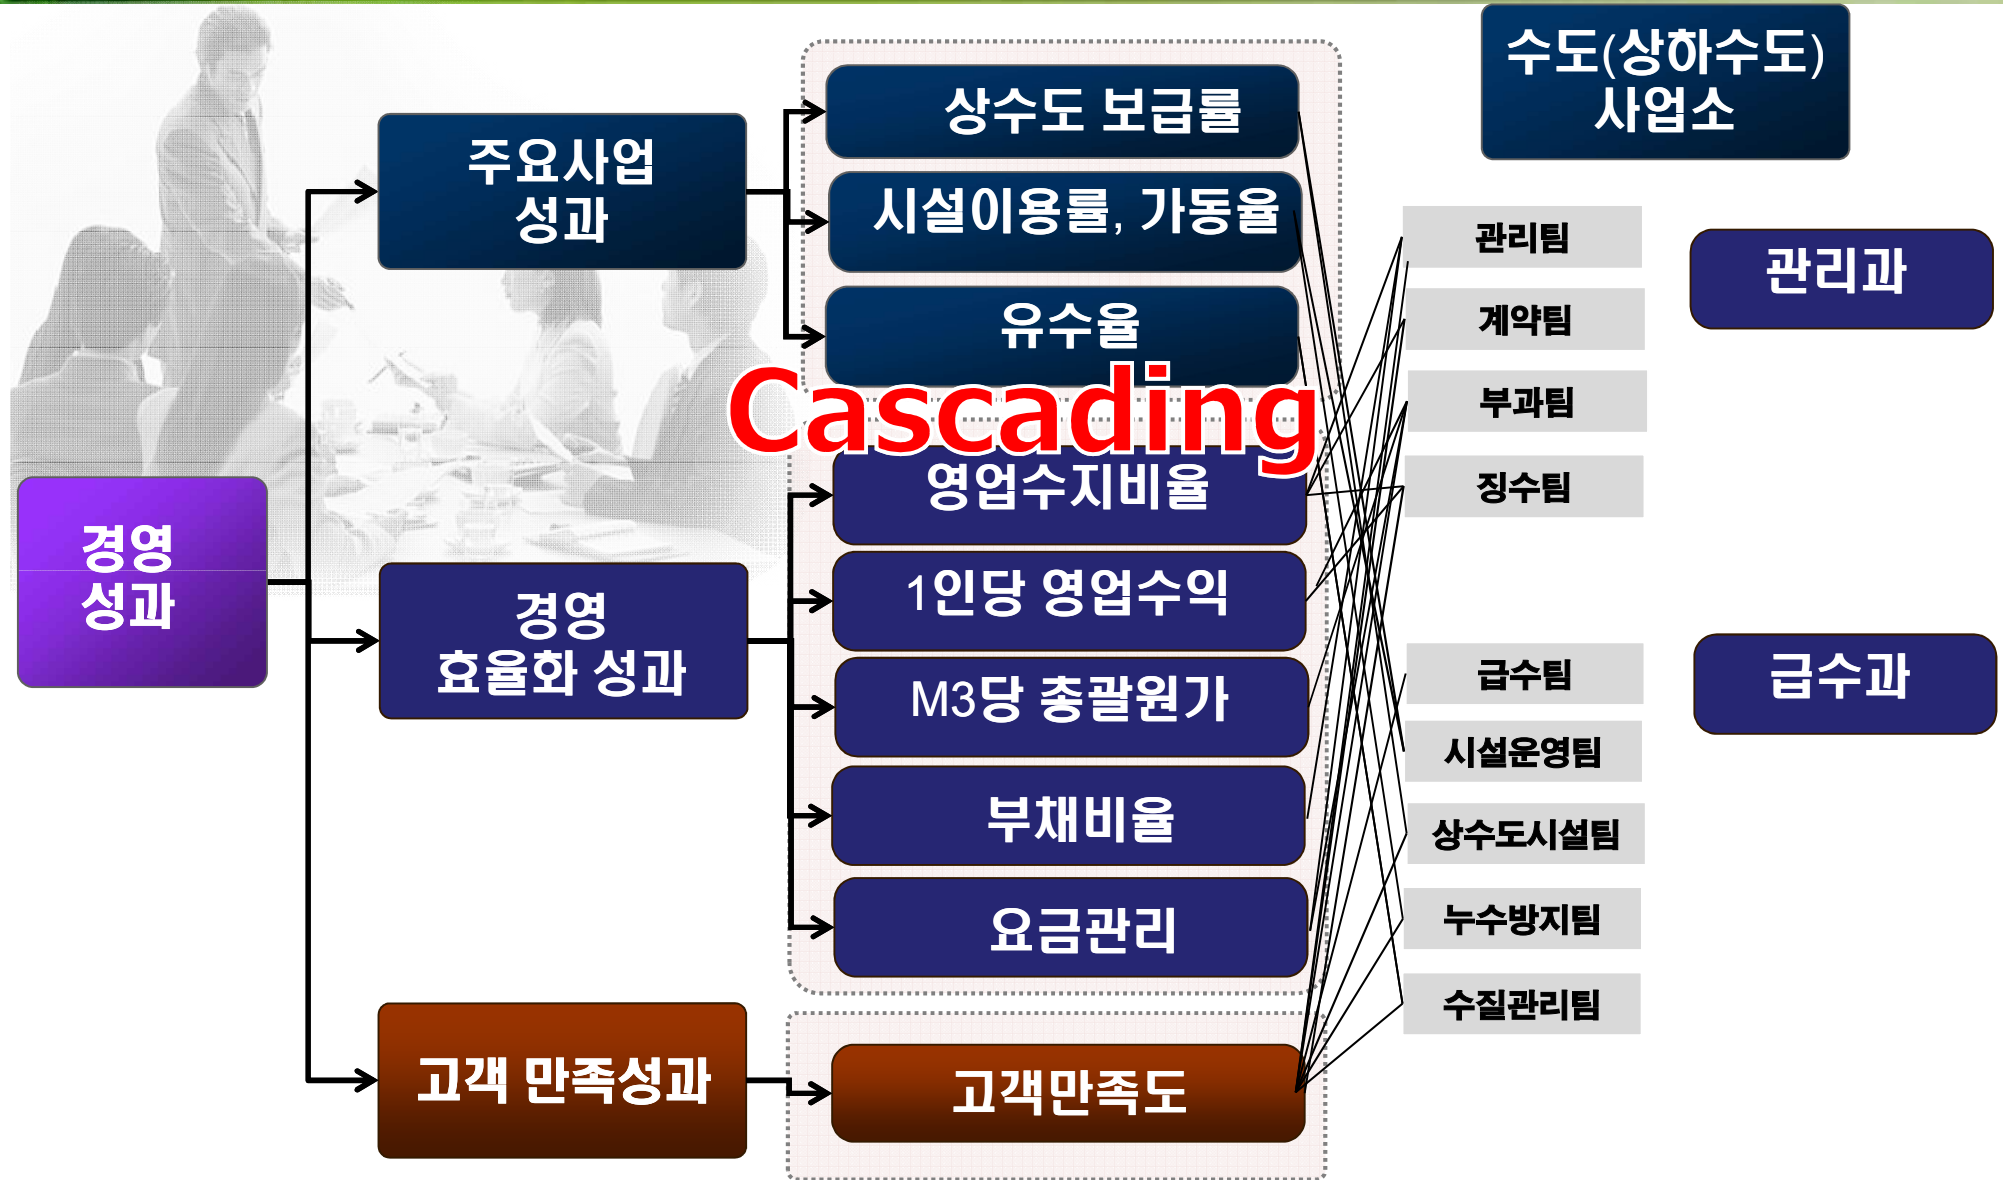 경영
성과
주요사업
성과
경영
효율화 성과
고객 만족성과
상수도 보급률
시설이용률, 가동율
유수율
Cascading
영업수지비율
1인당 영업수익
M3당 총괄원가
부채비율
요금관리
고객만족도
수도(상하수도)
사업소
관리팀
계약팀
부과팀
징수팀
관리과
급수팀
시설운영팀
상수도시설팀
누수방지팀
수질관리팀
급수과